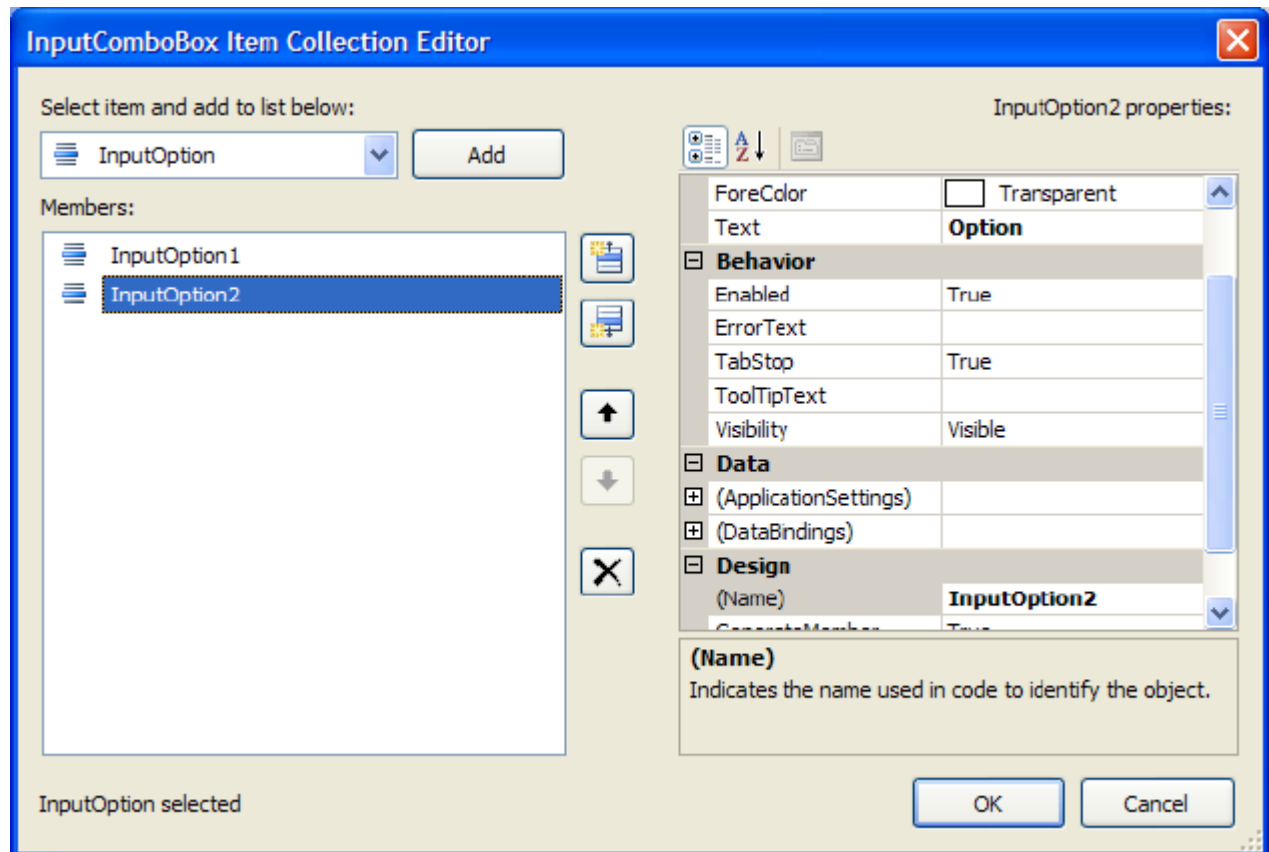 InputComboBox Item Collection Editor
Select item and add to list below:
InputOption
Add
Members:
InputOption1
InputOption2
InputOption selected
InputOption2 properties:
ForeColor Transparent
Text Option
Behavior
Enabled True
ErrorText
TabStop True
ToolTipText
Visibility Visible
Data
(ApplicationSettings)
(DataBindings)
Design
(Name) InputOption2
(Name)
Indicates the name used in code to identify the object.
OK
Cancel